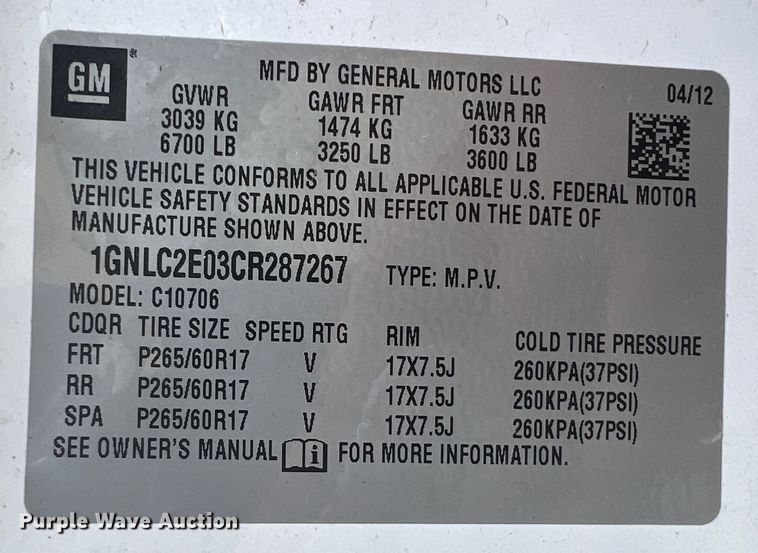 GM ®
MFD BY GENERAL MOTORS LLC
04/12
GVWR GAWR FRT GAWR RR
3039 KG 1474 KG 1633 KG
6700 LB 3250 LB 3600 LB
THIS VEHICLE CONFORMS TO ALL APPLICABLE U.S. FEDERAL MOTOR
VEHICLE SAFETY STANDARDS IN EFFECT ON THE DATE OF
MANUFACTURE SHOWN ABOVE.
1GNLC2E03CR287267 TYPE: M.P.V.
MODEL: C10706
CDQR TIRE SIZE SPEED RTG RIM COLD TIRE PRESSURE
FRT P265/60R17 V 17X7.5J 260KPA(37PSI)
RR P265/60R17 V 17X7.5J 260KPA(37PSI)
SPA P265/60R17 V 17X7.5J 260KPA(37PSI)
SEE OWNER'S MANUAL i FOR MORE INFORMATION.
Purple Wave Auction